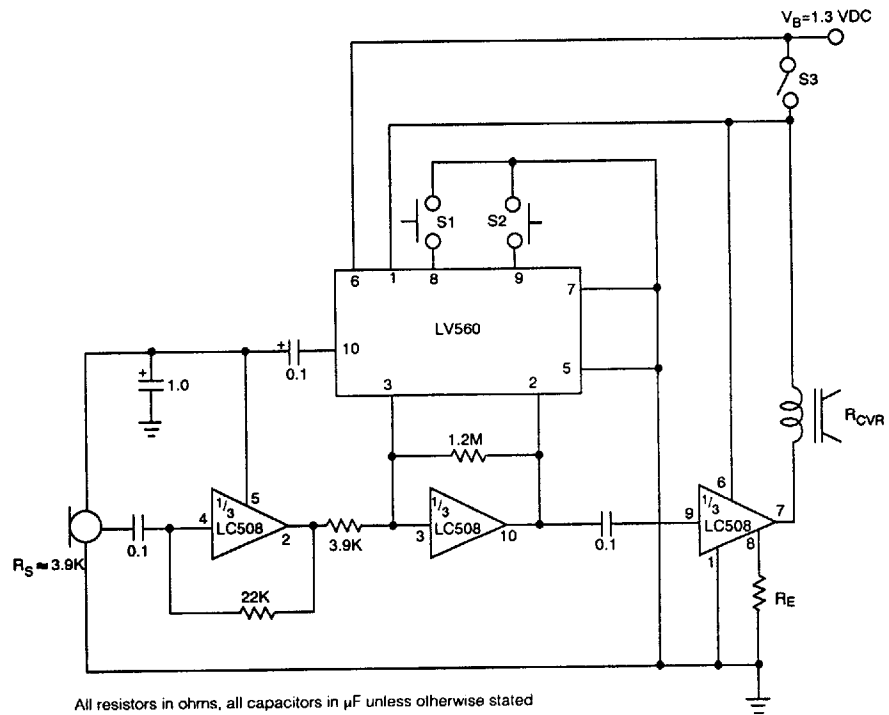 V_B=1.3 VDC
S3
S1
S2
6
1
8
9
7
LV560
10
5
+
0.1
3
2
+
1.0
1.2M
R_CVR
6
1/3
LC508
5
4
2
0.1
3.9K
1/3
LC508
3
10
0.1
1/3
LC508
9
7
8
1
R_S ≈ 3.9K
22K
R_E
All resistors in ohms, all capacitors in µF unless otherwise stated